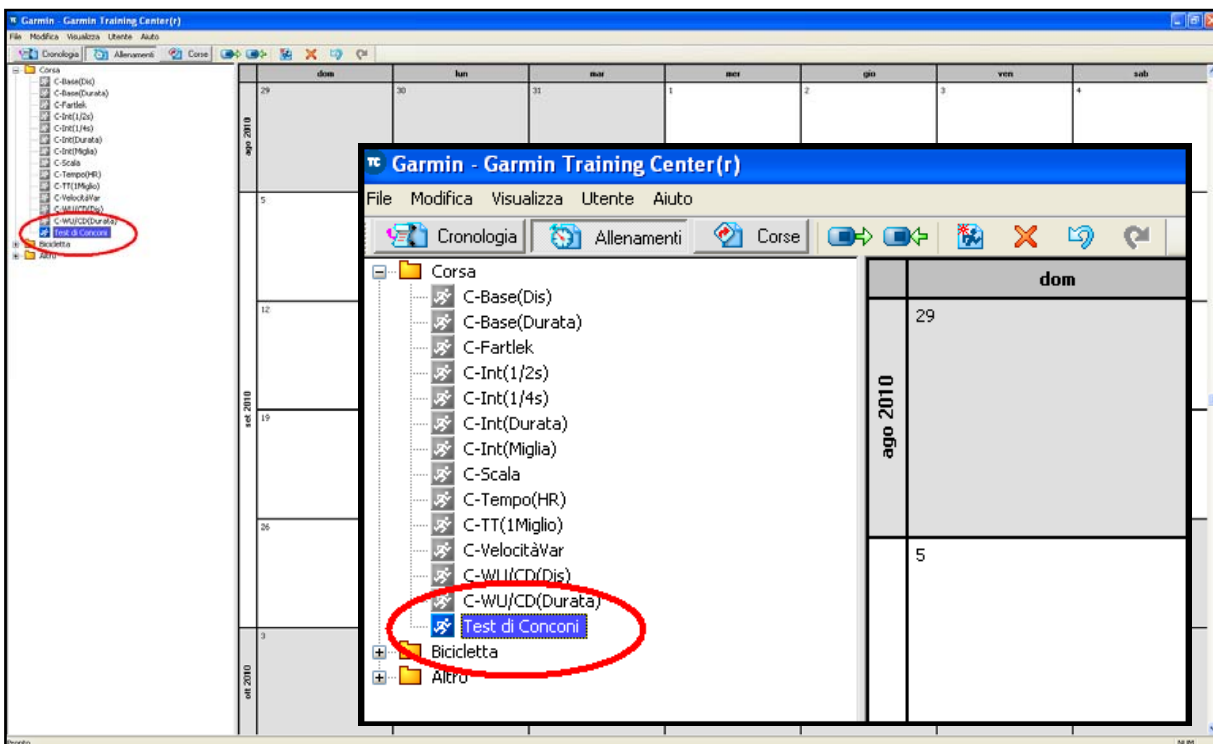 Garmin - Garmin Training Center(r)
File Modifica Visualizza Utente Aiuto
Cronologia Allenamenti Corse
Corsa
C-Base(Dis)
C-Base(Durata)
C-Fartlek
C-Int(1/2s)
C-Int(1/4s)
C-Int(Durata)
C-Int(Miglia)
C-Scala
C-Tempo(HR)
C-TT(1Miglio)
C-VelocitàVar
C-WU/CD(Dis)
C-WU/CD(Durata)
Test di Conconi
Bicicletta
Altro
dom lun mar mer gio ven sab
ago 2010
29 30 31 1 2 3 4
5
set 2010
12
19
26
ott 2010
3
Pronto
NUM
Garmin - Garmin Training Center(r)
File Modifica Visualizza Utente Aiuto
Cronologia Allenamenti Corse
Corsa
C-Base(Dis)
C-Base(Durata)
C-Fartlek
C-Int(1/2s)
C-Int(1/4s)
C-Int(Durata)
C-Int(Miglia)
C-Scala
C-Tempo(HR)
C-TT(1Miglio)
C-VelocitàVar
C-WU/CD(Dis)
C-WU/CD(Durata)
Test di Conconi
Bicicletta
Altro
dom
ago 2010
29
5